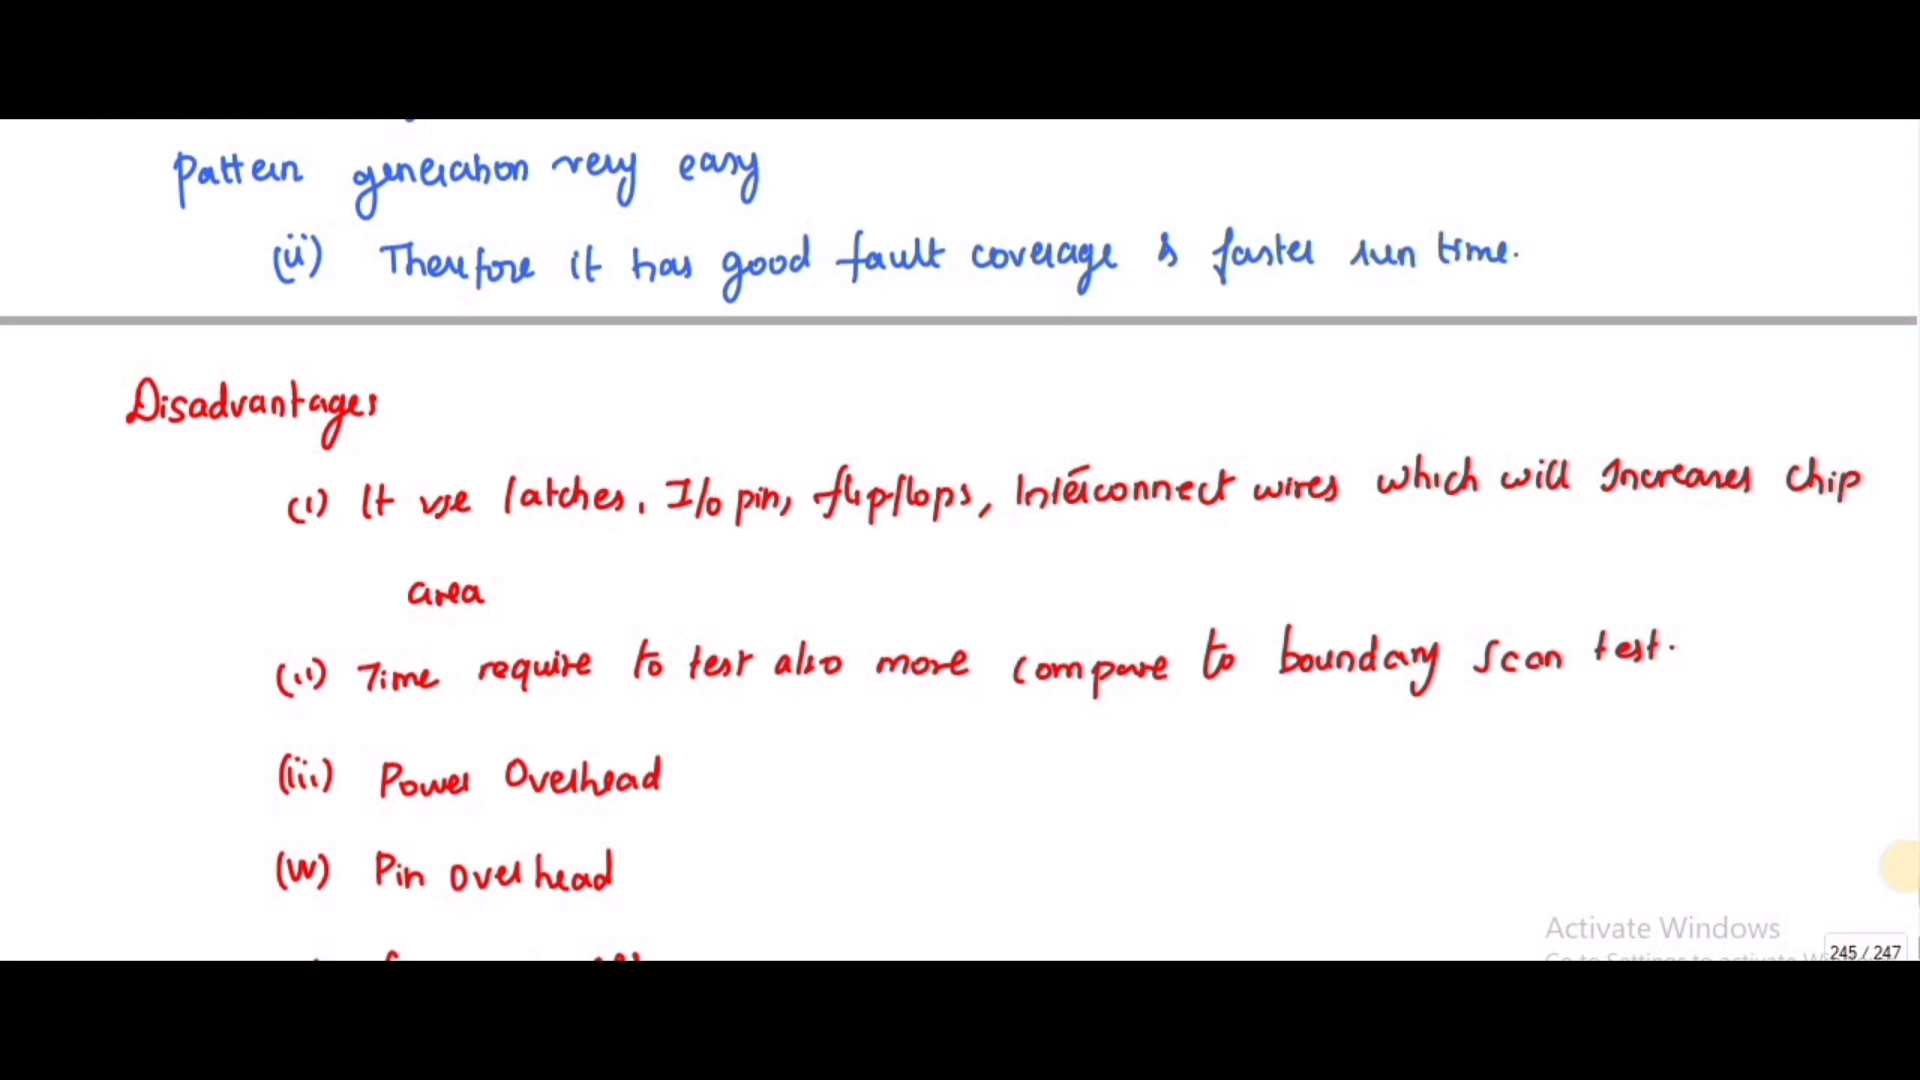 pattern generation very easy
(ii) Therefore it has good fault coverage & faster run time.
Disadvantages
(i) It use latches, I/o pin, flipflops, Interconnect wires which will Increases chip
area
(ii) Time require to test also more compare to boundary scan test.
(iii) Power Overhead
(iv) Pin overhead
Activate Windows
245 / 247